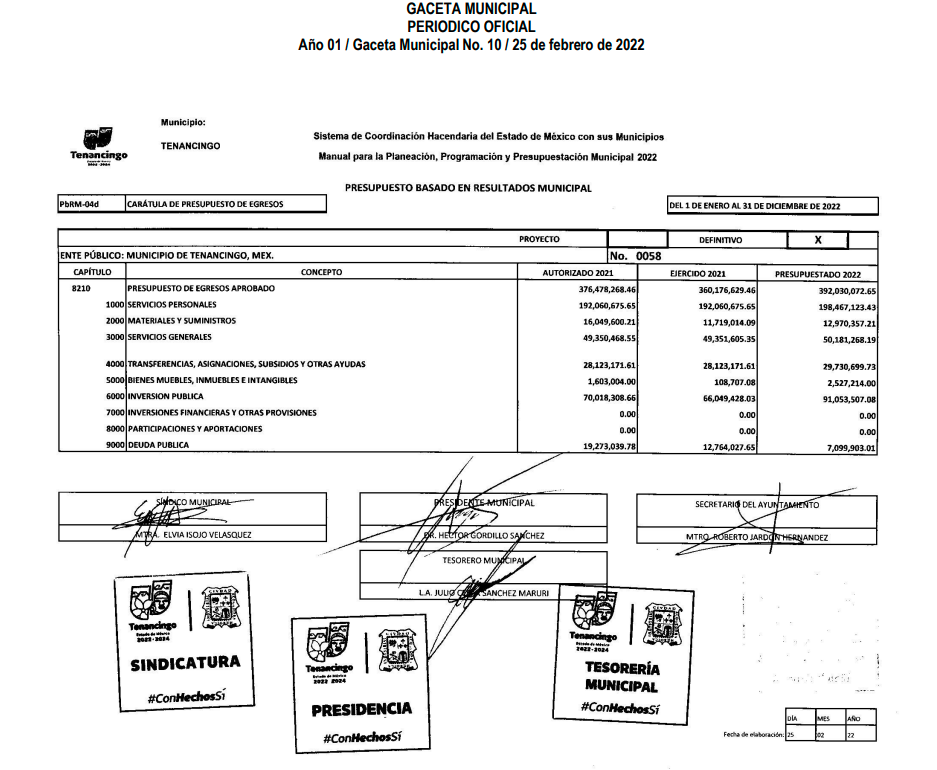 GACETA MUNICIPAL
PERIODICO OFICIAL
Año 01 / Gaceta Municipal No. 10 / 25 de febrero de 2022
Municipio:
TENANCINGO
Tenancingo
Sistema de Coordinación Hacendaria del Estado de México con sus Municipios
Manual para la Planeación, Programación y Presupuestación Municipal 2022
PRESUPUESTO BASADO EN RESULTADOS MUNICIPAL
PbRM-04d CARÁTULA DE PRESUPUESTO DE EGRESOS DEL 1 DE ENERO AL 31 DE DICIEMBRE DE 2022
PROYECTO DEFINITIVO X
ENTE PÚBLICO: MUNICIPIO DE TENANCINGO, MEX. No. 0058
CAPÍTULO CONCEPTO AUTORIZADO 2021 EJERCIDO 2021 PRESUPUESTADO 2022
8210 PRESUPUESTO DE EGRESOS APROBADO 376,478,268.46 360,176,629.46 392,030,072.65
1000 SERVICIOS PERSONALES 192,060,675.65 192,060,675.65 198,467,123.43
2000 MATERIALES Y SUMINISTROS 16,049,600.21 11,719,014.09 12,970,357.21
3000 SERVICIOS GENERALES 49,350,468.55 49,351,605.35 50,181,268.19
4000 TRANSFERENCIAS, ASIGNACIONES, SUBSIDIOS Y OTRAS AYUDAS 28,123,171.61 28,123,171.61 29,730,699.73
5000 BIENES MUEBLES, INMUEBLES E INTANGIBLES 1,603,004.00 108,707.08 2,527,214.00
6000 INVERSION PUBLICA 70,018,308.66 66,049,428.03 91,053,507.08
7000 INVERSIONES FINANCIERAS Y OTRAS PROVISIONES 0.00 0.00 0.00
8000 PARTICIPACIONES Y APORTACIONES 0.00 0.00 0.00
9000 DEUDA PUBLICA 19,273,039.78 12,764,027.65 7,099,903.01
SÍNDICO MUNICIPAL PRESIDENTE MUNICIPAL SECRETARIO DEL AYUNTAMIENTO
MTRA. ELVIA ISOJO VELASQUEZ DR. HECTOR GORDILLO SANCHEZ MTRO. ROBERTO JARDON HERNANDEZ
TESORERO MUNICIPAL
L.A. JULIO SANCHEZ MARURI
Tenancingo
Estado de México
2022-2024
SINDICATURA
#ConHechosSí
Tenancingo
Estado de México
2022 2024
PRESIDENCIA
#ConHechosSí
Tenancingo
Estado de México
2022-2024
TESORERÍA
MUNICIPAL
#ConHechosSí
DÍA MES AÑO
Fecha de elaboración: 25 02 22